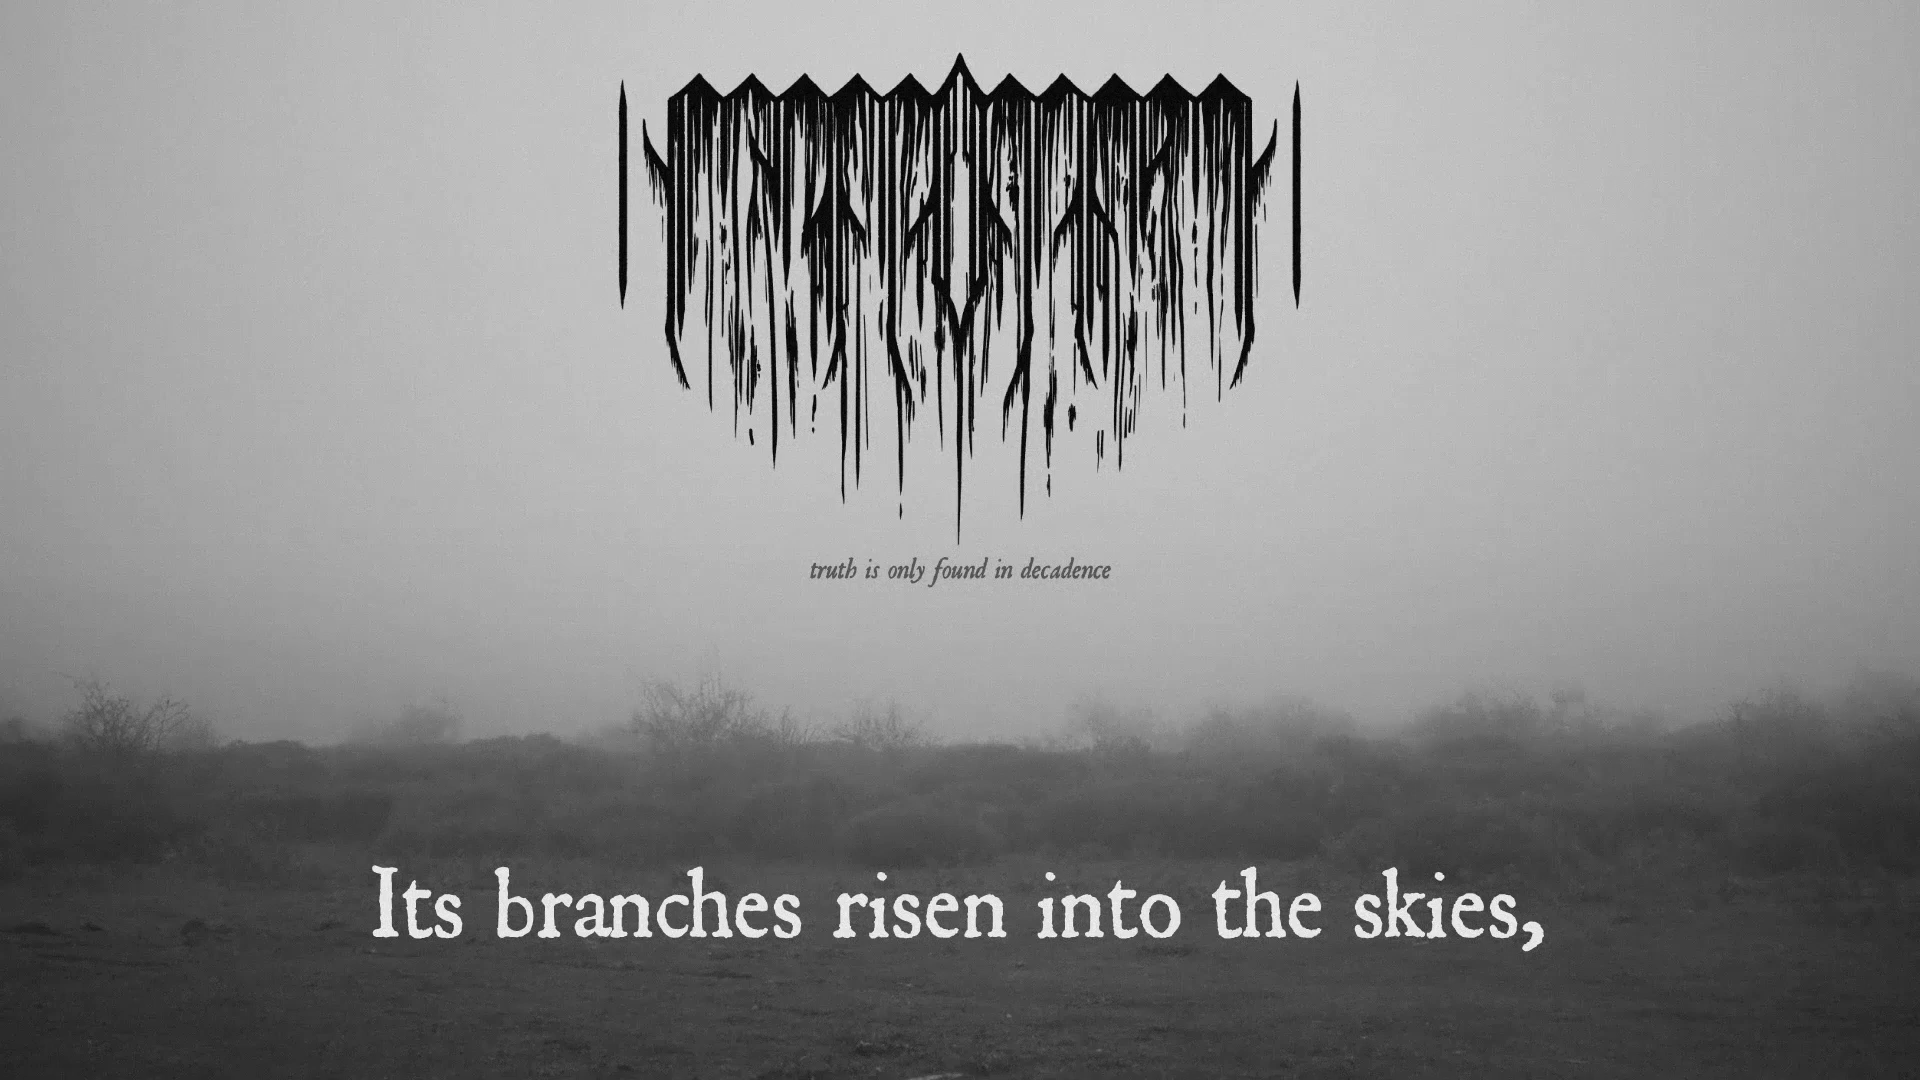 truth is only found in decadence
Its branches risen into the skies,